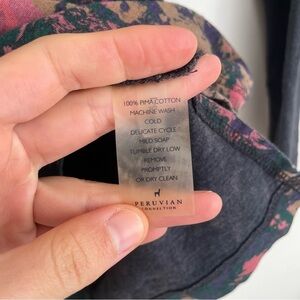 100% PIMA COTTON
MACHINE WASH
COLD
DELICATE CYCLE
MILD SOAP
TUMBLE DRY LOW
REMOVE
PROMPTLY
OR DRY CLEAN
PERUVIAN
CONNECTION